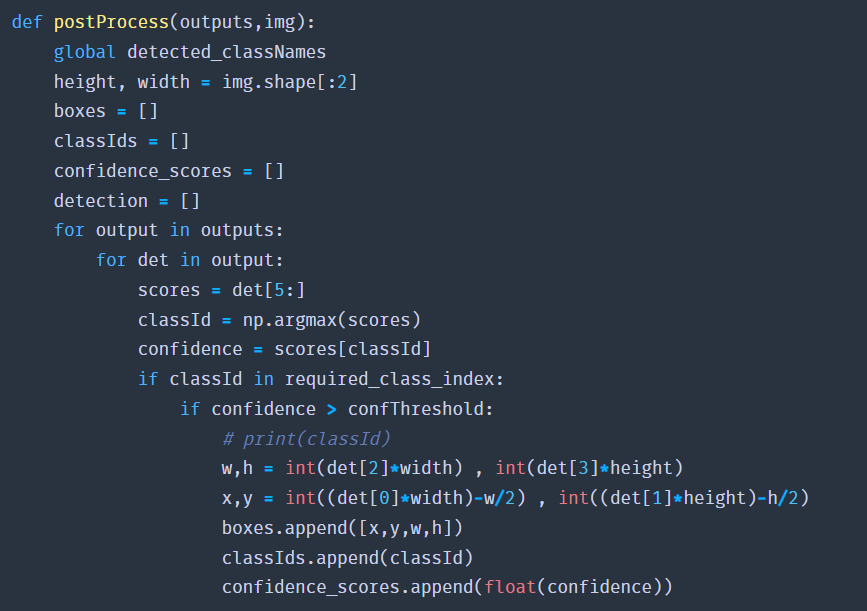 def postProcess(outputs,img):
    global detected_classNames
    height, width = img.shape[:2]
    boxes = []
    classIds = []
    confidence_scores = []
    detection = []
    for output in outputs:
        for det in output:
            scores = det[5:]
            classId = np.argmax(scores)
            confidence = scores[classId]
            if classId in required_class_index:
                if confidence > confThreshold:
                    # print(classId)
                    w,h = int(det[2]*width) , int(det[3]*height)
                    x,y = int((det[0]*width)-w/2) , int((det[1]*height)-h/2)
                    boxes.append([x,y,w,h])
                    classIds.append(classId)
                    confidence_scores.append(float(confidence))